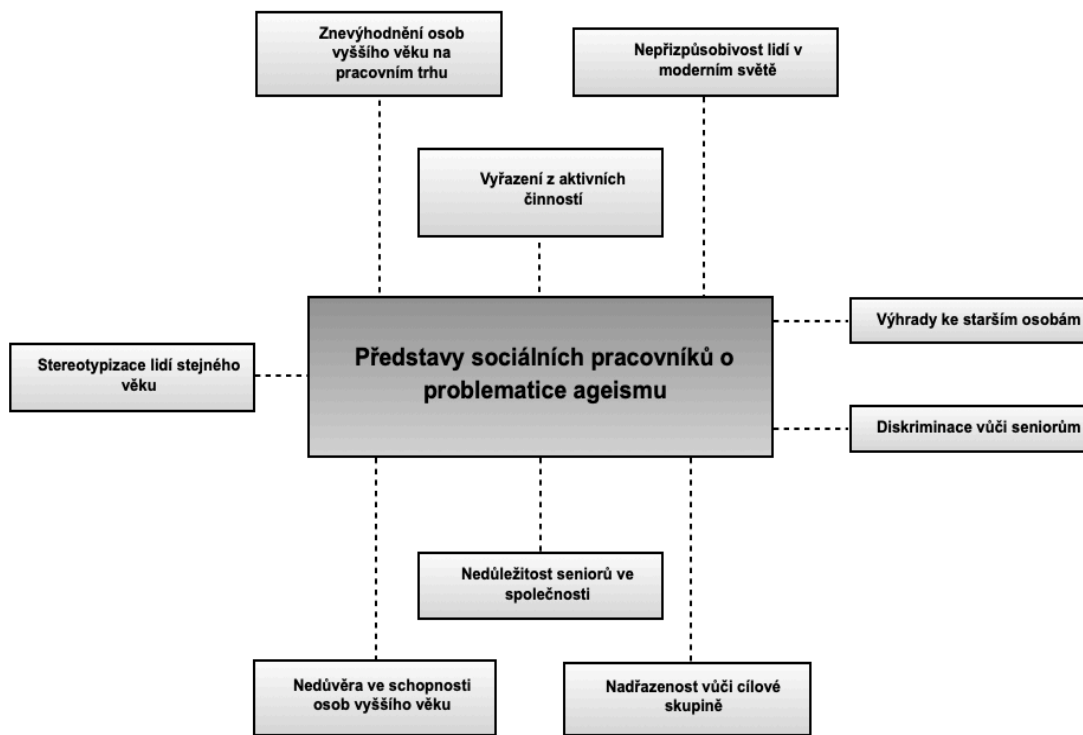 Znevýhodnění osob
vyššího věku na
pracovním trhu
Nepřizpůsobivost lidí v
moderním světě
Vyřazení z aktivních
činností
Výhrady ke starším osobám
Představy sociálních pracovníků o
problematice ageismu
Stereotypizace lidí stejného
věku
Diskriminace vůči seniorům
Nedůležitost seniorů ve
společnosti
Nedůvěra ve schopnosti
osob vyššího věku
Nadřazenost vůči cílové
skupině